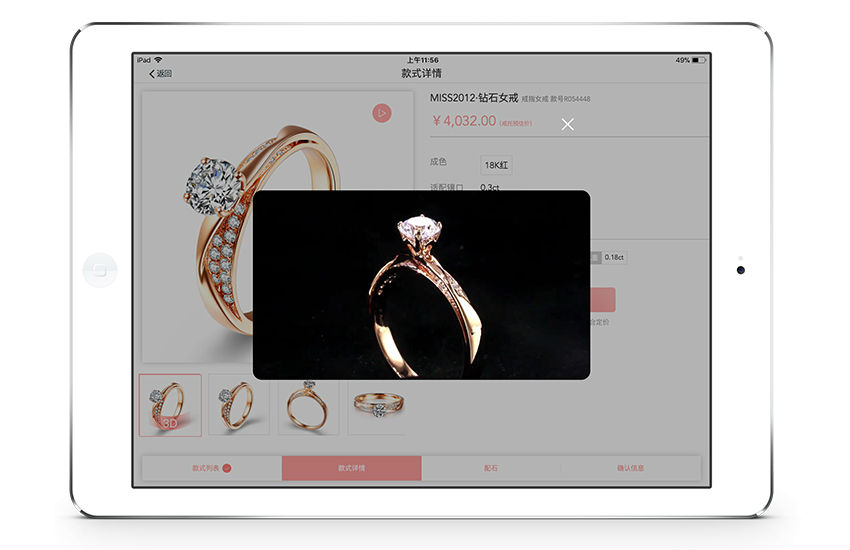 iPad
上午11:56
49%
返回
款式详情
MISS2012·钻石女戒 戒指女戒 款号R054448
￥4,032.00 (戒托预估价)
成色
18K红
适配镶口
0.3ct
0.18ct
合定价
3D
款式列表
款式详情
配石
确认信息